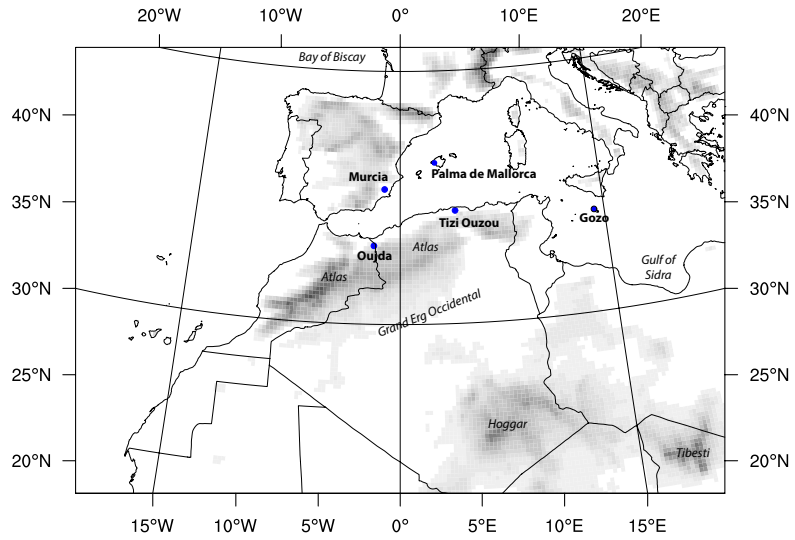 20°W 10°W 0° 10°E 20°E
Bay of Biscay
40°N 40°N
Murcia
Palma de Mallorca
35°N 35°N
Tizi Ouzou
Gozo
Oujda
Atlas
Gulf of
Sidra
Atlas
30°N 30°N
Grand Erg Occidental
25°N 25°N
Hoggar
Tibesti
20°N 20°N
15°W 10°W 5°W 0° 5°E 10°E 15°E